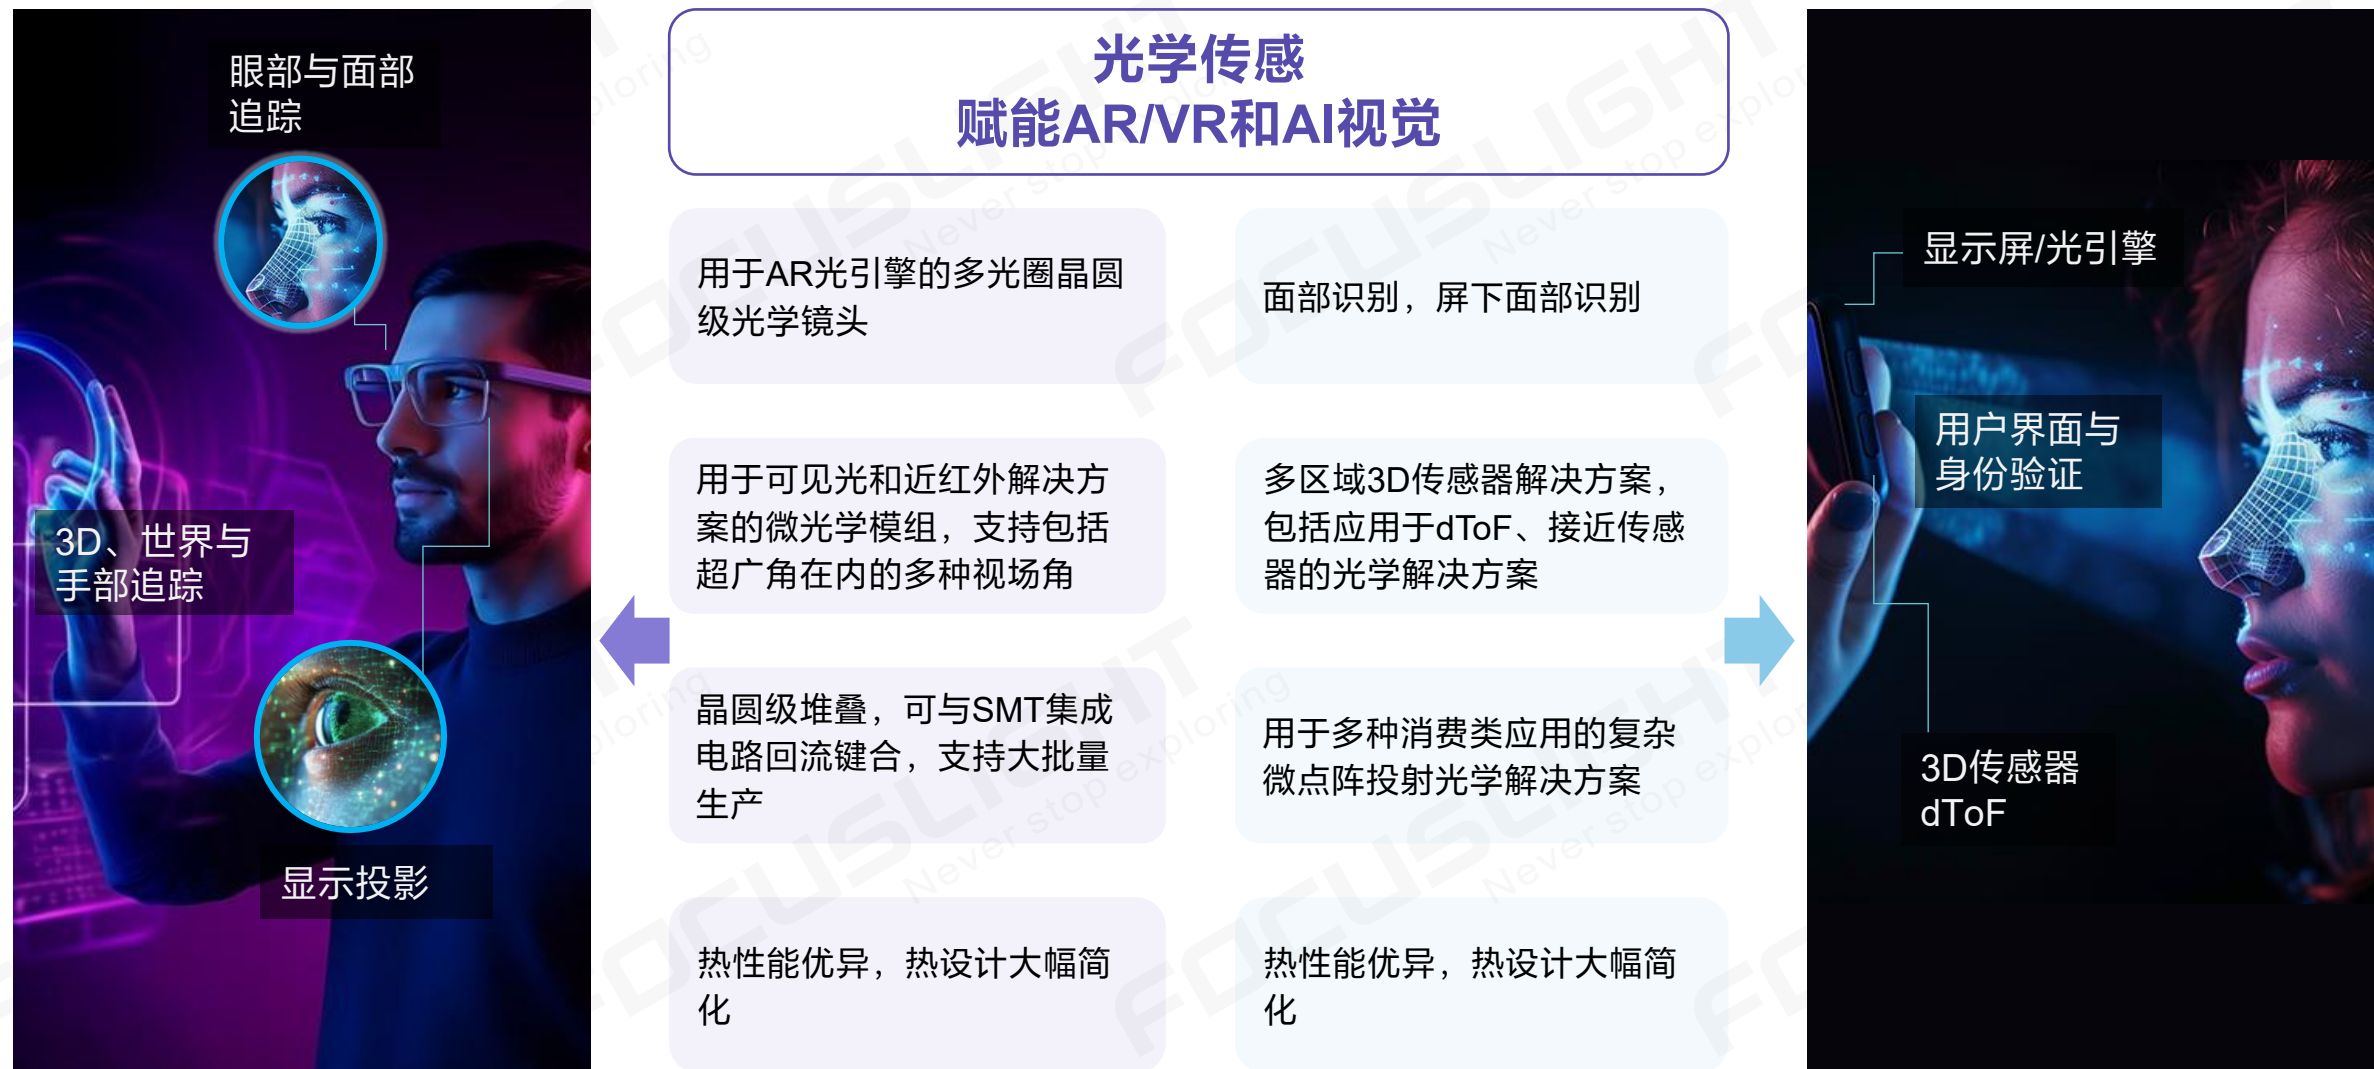 眼部与面部
追踪
3D、世界与
手部追踪
显示投影
光学传感
赋能AR/VR和AI视觉
用于AR光引擎的多光圈晶圆
级光学镜头
用于可见光和近红外解决方
案的微光学模组，支持包括
超广角在内的多种视场角
晶圆级堆叠，可与SMT集成
电路回流键合，支持大批量
生产
热性能优异，热设计大幅简
化
面部识别，屏下面部识别
多区域3D传感器解决方案，
包括应用于dToF、接近传感
器的光学解决方案
用于多种消费类应用的复杂
微点阵投射光学解决方案
热性能优异，热设计大幅简
化
显示屏/光引擎
用户界面与
身份验证
3D传感器
dToF
FOCUSLIGHT
Never stop exploring